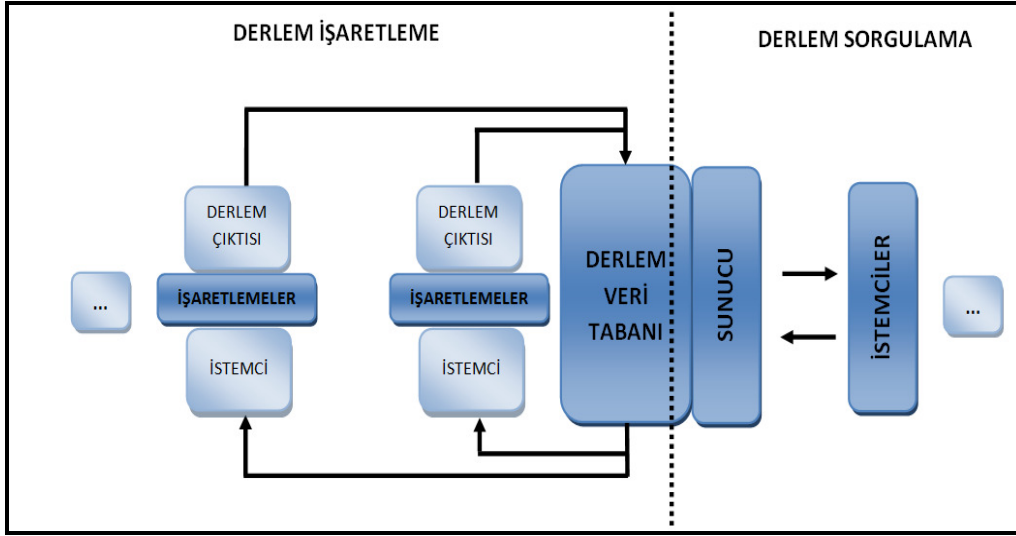 DERLEM İŞARETLEME
DERLEM SORGULAMA
DERLEM
ÇIKTISI
İŞARETLEMELER
İSTEMCİ
...
DERLEM
ÇIKTISI
İŞARETLEMELER
İSTEMCİ
DERLEM
VERİ
TABANI
SUNUCU
İSTEMCİLER
...